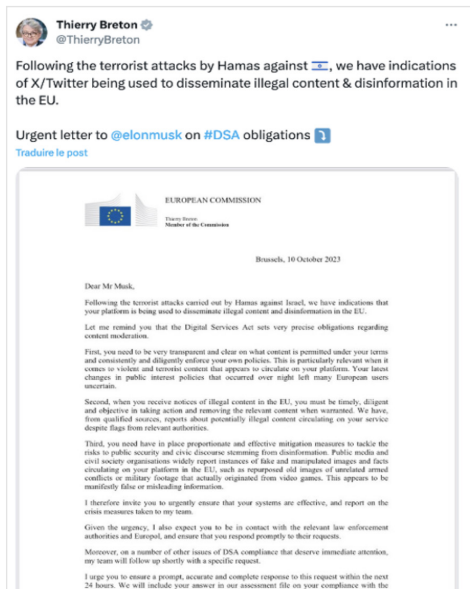 Thierry Breton
@ThierryBreton
Following the terrorist attacks by Hamas against 🇮🇱, we have indications
of X/Twitter being used to disseminate illegal content & disinformation in
the EU.
Urgent letter to @elonmusk on #DSA obligations ⤵️
Traduire le post
EUROPEAN COMMISSION
Thierry Breton
Member of the Commission
Brussels, 10 October 2023
Dear Mr Musk,
Following the terrorist attacks carried out by Hamas against Israel, we have indications that
your platform is being used to disseminate illegal content and disinformation in the EU.
Let me remind you that the Digital Services Act sets very precise obligations regarding
content moderation.
First, you need to be very transparent and clear on what content is permitted under your terms
and consistently and diligently enforce your own policies. This is particularly relevant when it
comes to violent and terrorist content that appears to circulate on your platform. Your latest
changes in public interest policies that occurred over night left many European users
uncertain.
Second, when you receive notices of illegal content in the EU, you must be timely, diligent
and objective in taking action and removing the relevant content when warranted. We have,
from qualified sources, reports about potentially illegal content circulating on your service
despite flags from relevant authorities.
Third, you need have in place proportionate and effective mitigation measures to tackle the
risks to public security and civic discourse stemming from disinformation. Public media and
civil society organisations widely report instances of fake and manipulated images and facts
circulating on your platform in the EU, such as repurposed old images of unrelated armed
conflicts or military footage that actually originated from video games. This appears to be
manifestly false or misleading information.
I therefore invite you to urgently ensure that your systems are effective, and report on the
crisis measures taken to my team.
Given the urgency, I also expect you to be in contact with the relevant law enforcement
authorities and Europol, and ensure that you respond promptly to their requests.
Moreover, on a number of other issues of DSA compliance that deserve immediate attention,
my team will follow up shortly with a specific request.
I urge you to ensure a prompt, accurate and complete response to this request within the next
24 hours. We will include your answer in our assessment file on your compliance with the